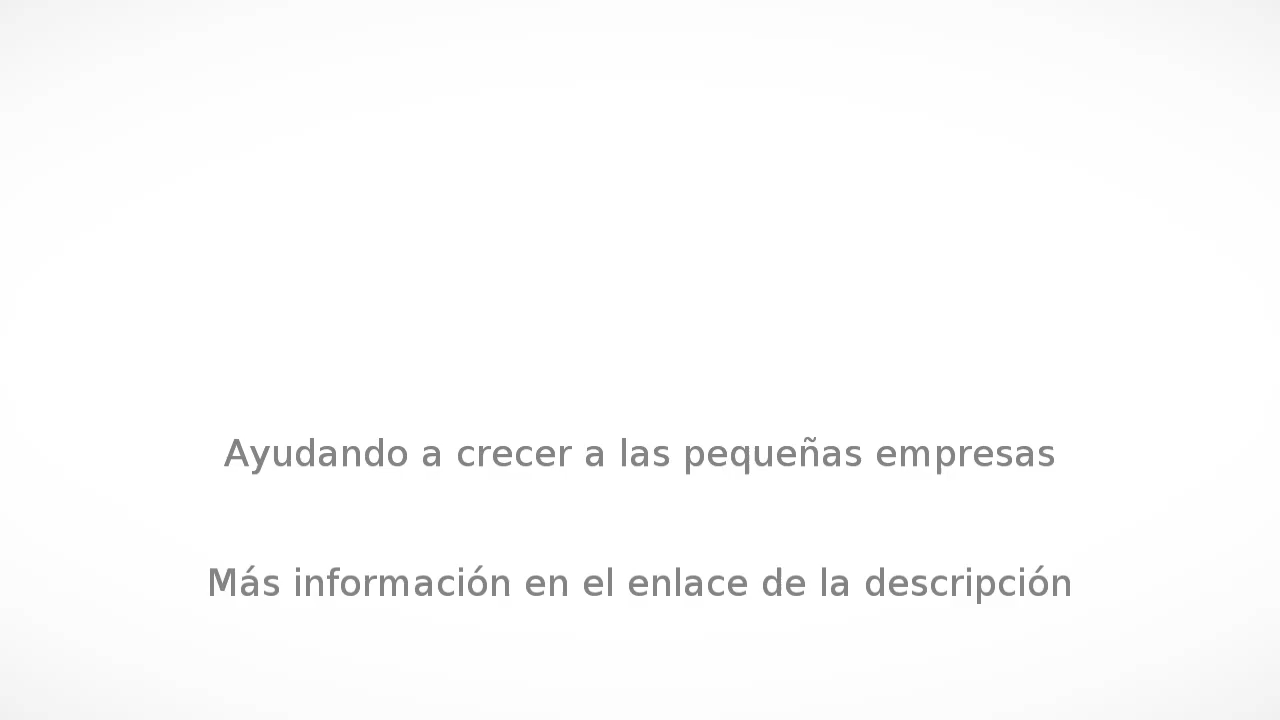 Ayudando a crecer a las pequeñas empresas
Más información en el enlace de la descripción